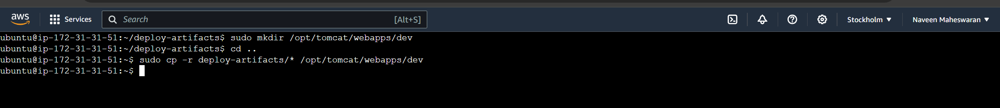 aws Services Search [Alt+S] Stockholm Naveen Maheswaran
ubuntu@ip-172-31-31-51:~/deploy-artifacts$ sudo mkdir /opt/tomcat/webapps/dev
ubuntu@ip-172-31-31-51:~/deploy-artifacts$ cd ..
ubuntu@ip-172-31-31-51:~$ sudo cp -r deploy-artifacts/* /opt/tomcat/webapps/dev
ubuntu@ip-172-31-31-51:~$